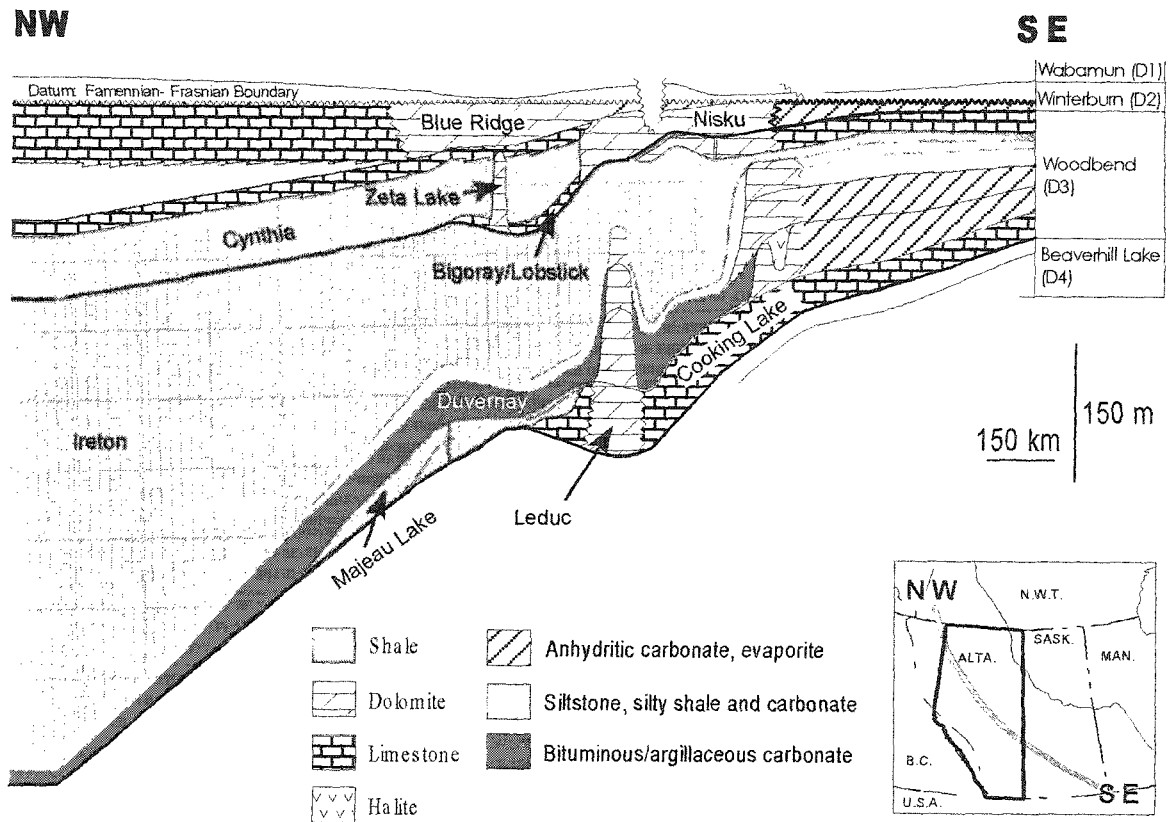 NW
SE
Wabamun (D1)
Datum: Famennian- Frasnian Boundary
Winterburn (D2)
Blue Ridge
Nisku
Woodbend
(D3)
Zeta Lake
Cynthia
Bigoray/Lobstick
Beaverhill Lake
(D4)
Cooking Lake
Duvernay
Ireton
150 km
150 m
Leduc
Majeau Lake
Shale
Anhydritic carbonate, evaporite
Dolomite
Siltstone, silty shale and carbonate
Limestone
Bituminous/argillaceous carbonate
Halite
NW
N.W.T.
SASK.
ALTA.
MAN.
B.C.
U.S.A.
SE